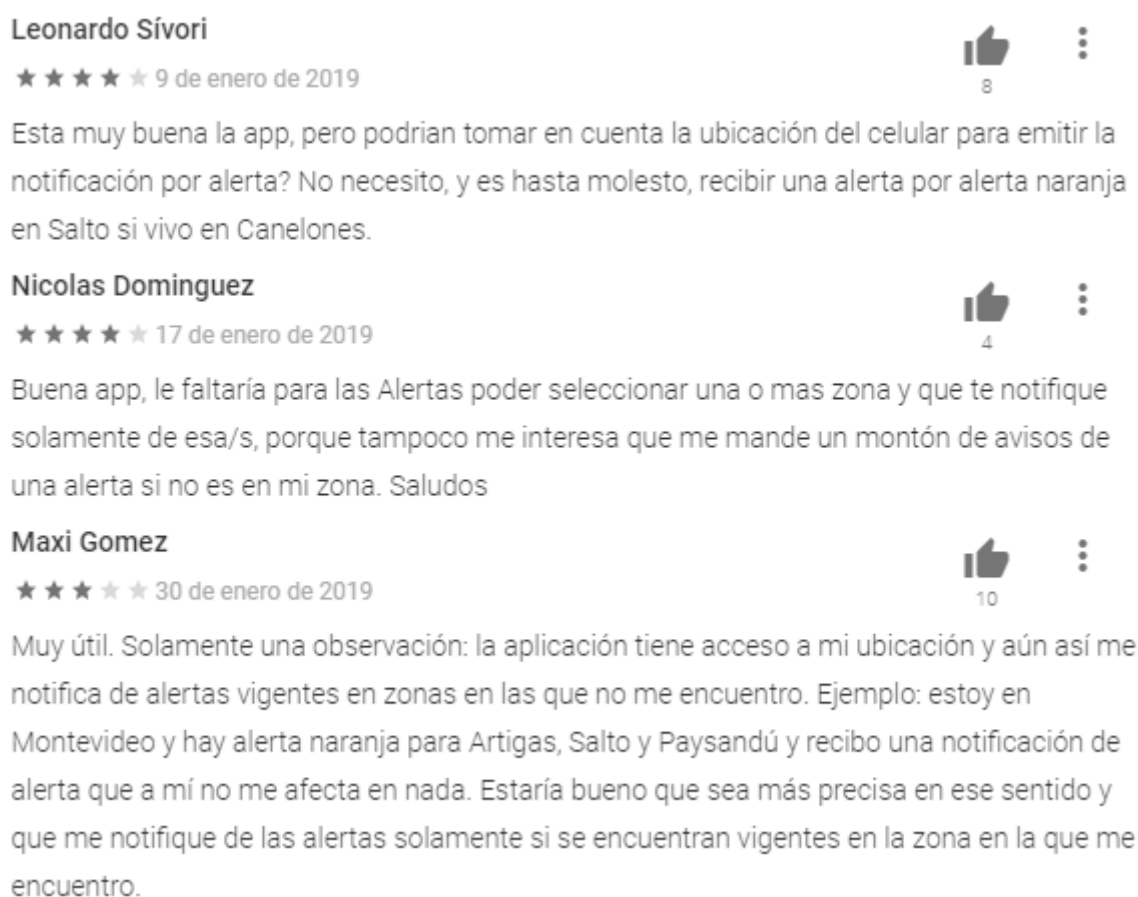 Leonardo Sívori
9 de enero de 2019
8
Esta muy buena la app, pero podrian tomar en cuenta la ubicación del celular para emitir la
notificación por alerta? No necesito, y es hasta molesto, recibir una alerta por alerta naranja
en Salto si vivo en Canelones.
Nicolas Dominguez
17 de enero de 2019
4
Buena app, le faltaría para las Alertas poder seleccionar una o mas zona y que te notifique
solamente de esa/s, porque tampoco me interesa que me mande un montón de avisos de
una alerta si no es en mi zona. Saludos
Maxi Gomez
30 de enero de 2019
10
Muy útil. Solamente una observación: la aplicación tiene acceso a mi ubicación y aún así me
notifica de alertas vigentes en zonas en las que no me encuentro. Ejemplo: estoy en
Montevideo y hay alerta naranja para Artigas, Salto y Paysandú y recibo una notificación de
alerta que a mí no me afecta en nada. Estaría bueno que sea más precisa en ese sentido y
que me notifique de las alertas solamente si se encuentran vigentes en la zona en la que me
encuentro.